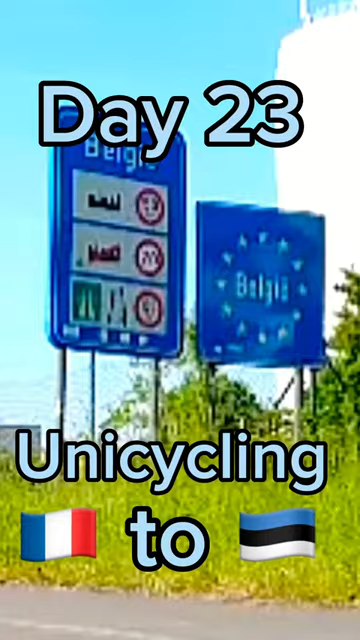 Day 23
België
België
Unicycling
🇫🇷 to 🇪🇪